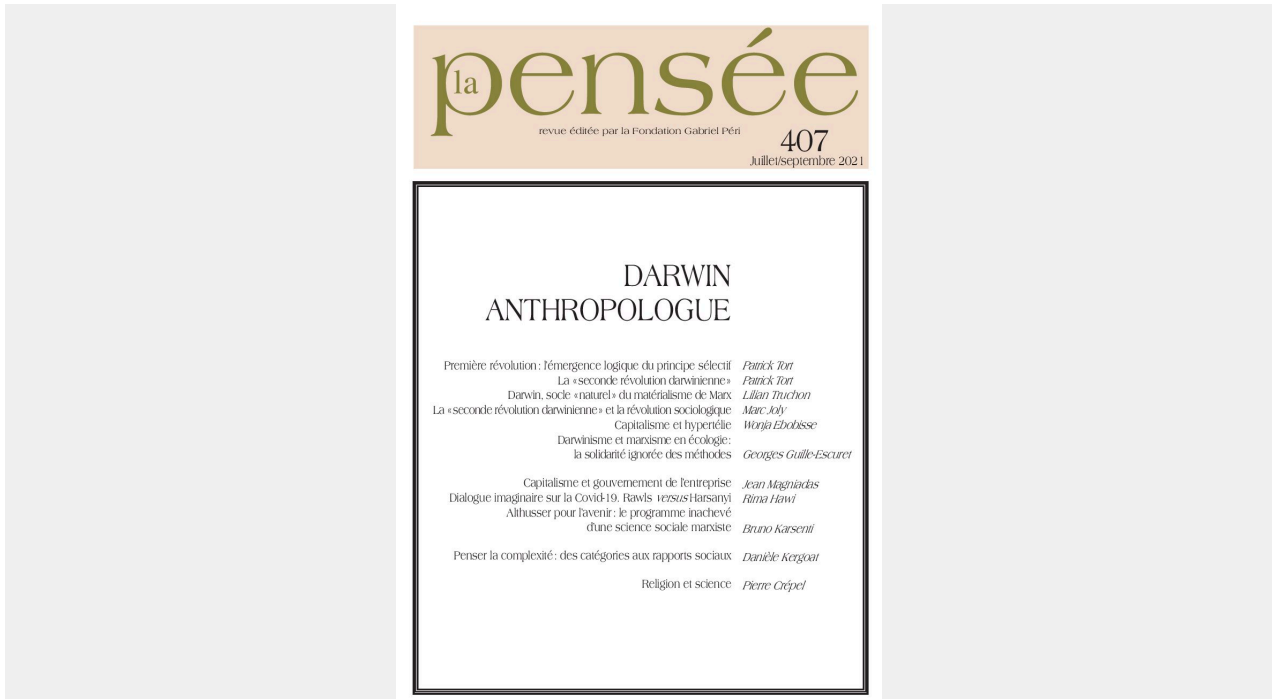 la pensée
revue éditée par la Fondation Gabriel Péri
407
Juillet/septembre 2021
DARWIN
ANTHROPOLOGUE
Première révolution : l'émergence logique du principe sélectif Patrick Tort
La « seconde révolution darwinienne » Patrick Tort
Darwin, socle « naturel » du matérialisme de Marx Lilian Truchon
La « seconde révolution darwinienne » et la révolution sociologique Marc Joly
Capitalisme et hypertélie Wonja Ebobisse
Darwinisme et marxisme en écologie :
la solidarité ignorée des méthodes Georges Guille-Escuret
Capitalisme et gouvernement de l'entreprise Jean Magniadas
Dialogue imaginaire sur la Covid-19. Rawls versus Harsanyi Rima Hawi
Althusser pour l'avenir : le programme inachevé
d'une science sociale marxiste Bruno Karsenti
Penser la complexité : des catégories aux rapports sociaux Danièle Kergoat
Religion et science Pierre Crépel